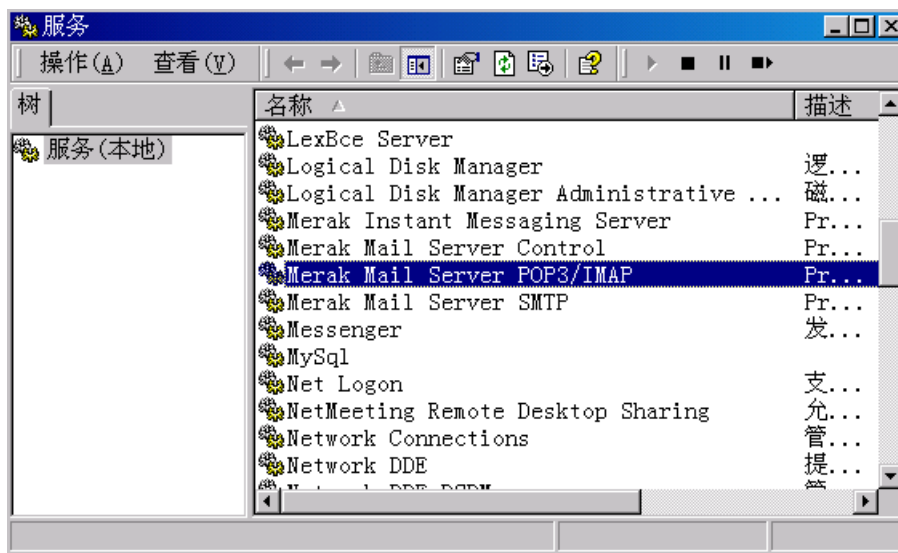 服务
操作(A) 查看(V)
树 名称 描述
服务(本地)
LexBce Server
Logical Disk Manager 逻...
Logical Disk Manager Administrative ... 磁...
Merak Instant Messaging Server Pr...
Merak Mail Server Control Pr...
Merak Mail Server POP3/IMAP Pr...
Merak Mail Server SMTP Pr...
Messenger 发...
MySql
Net Logon 支...
NetMeeting Remote Desktop Sharing 允...
Network Connections 管...
Network DDE 提...